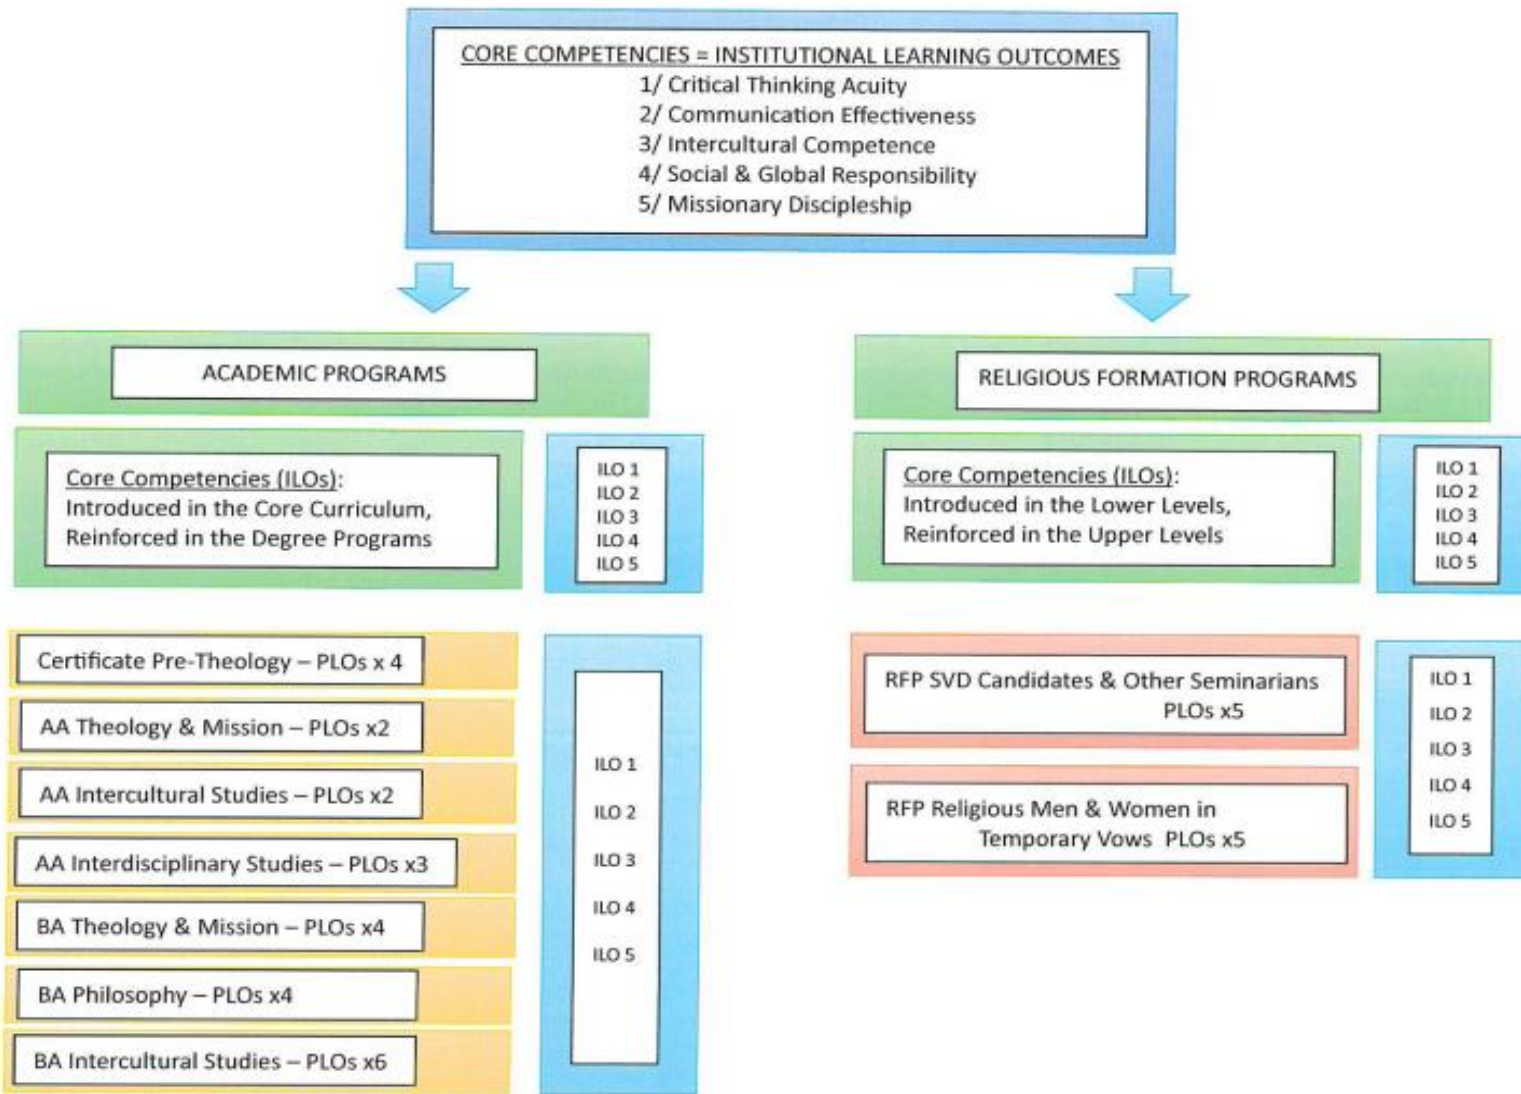 CORE COMPETENCIES = INSTITUTIONAL LEARNING OUTCOMES
1/ Critical Thinking Acuity
2/ Communication Effectiveness
3/ Intercultural Competence
4/ Social & Global Responsibility
5/ Missionary Discipleship
ACADEMIC PROGRAMS
Core Competencies (ILOs):
Introduced in the Core Curriculum,
Reinforced in the Degree Programs
ILO 1
ILO 2
ILO 3
ILO 4
ILO 5
Certificate Pre-Theology – PLOs x 4
AA Theology & Mission – PLOs x2
AA Intercultural Studies – PLOs x2
AA Interdisciplinary Studies – PLOs x3
BA Theology & Mission – PLOs x4
BA Philosophy – PLOs x4
BA Intercultural Studies – PLOs x6
ILO 1
ILO 2
ILO 3
ILO 4
ILO 5
RELIGIOUS FORMATION PROGRAMS
Core Competencies (ILOs):
Introduced in the Lower Levels,
Reinforced in the Upper Levels
ILO 1
ILO 2
ILO 3
ILO 4
ILO 5
RFP SVD Candidates & Other Seminarians
PLOs x5
RFP Religious Men & Women in
Temporary Vows PLOs x5
ILO 1
ILO 2
ILO 3
ILO 4
ILO 5